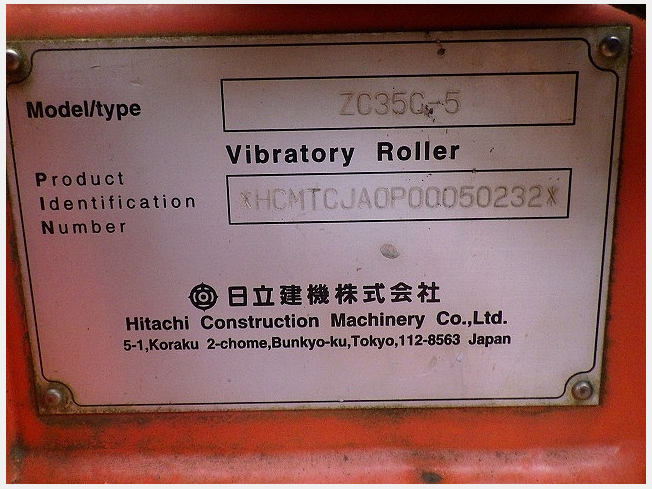 Model/type ZC35C-5
Vibratory Roller
Product
Identification
Number
*HCMTCJA0P00050232*
日立建機株式会社
Hitachi Construction Machinery Co.,Ltd.
5-1,Koraku 2-chome,Bunkyo-ku,Tokyo,112-8563 Japan